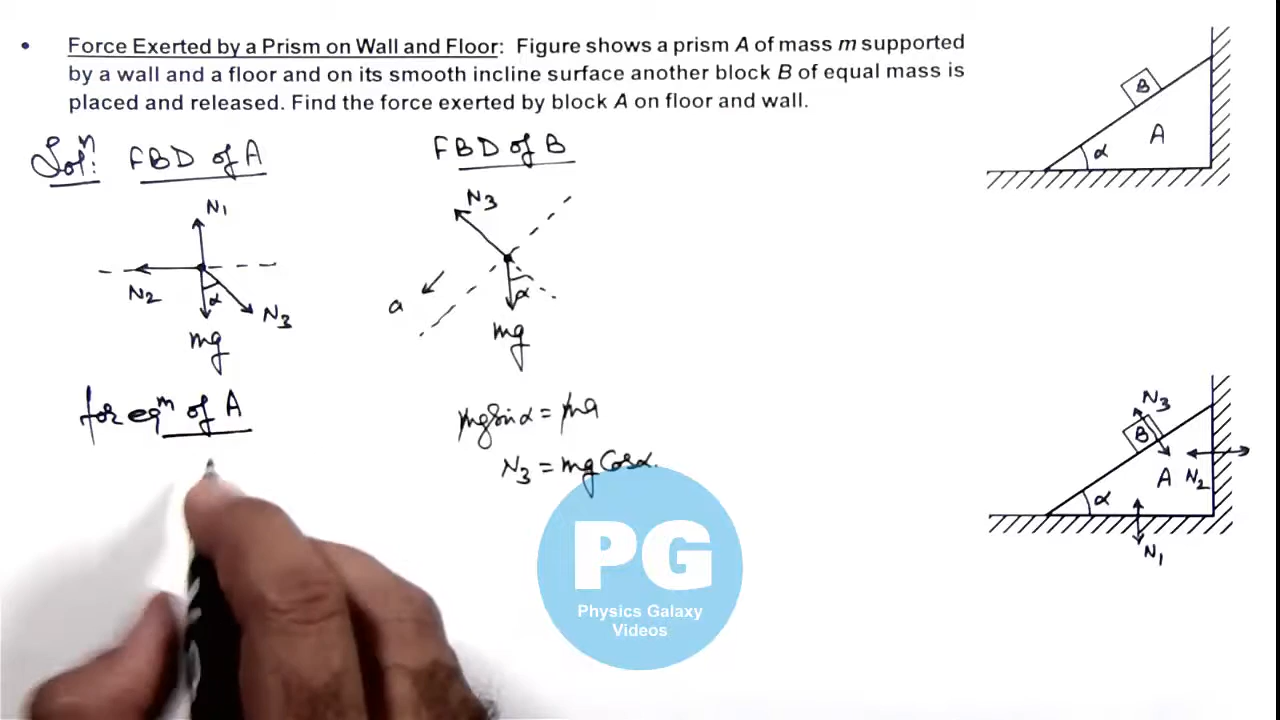 • Force Exerted by a Prism on Wall and Floor: Figure shows a prism A of mass m supported
by a wall and a floor and on its smooth incline surface another block B of equal mass is
placed and released. Find the force exerted by block A on floor and wall.
B
A
α
Solⁿ: FBD of A
FBD of B
N1
N2
α
N3
mg
N3
a
α
mg
for eqᵐ of A
mgsinα = ma
N3 = mg Cosα.
N3
B
A
N2
α
N1
PG
Physics Galaxy
Videos